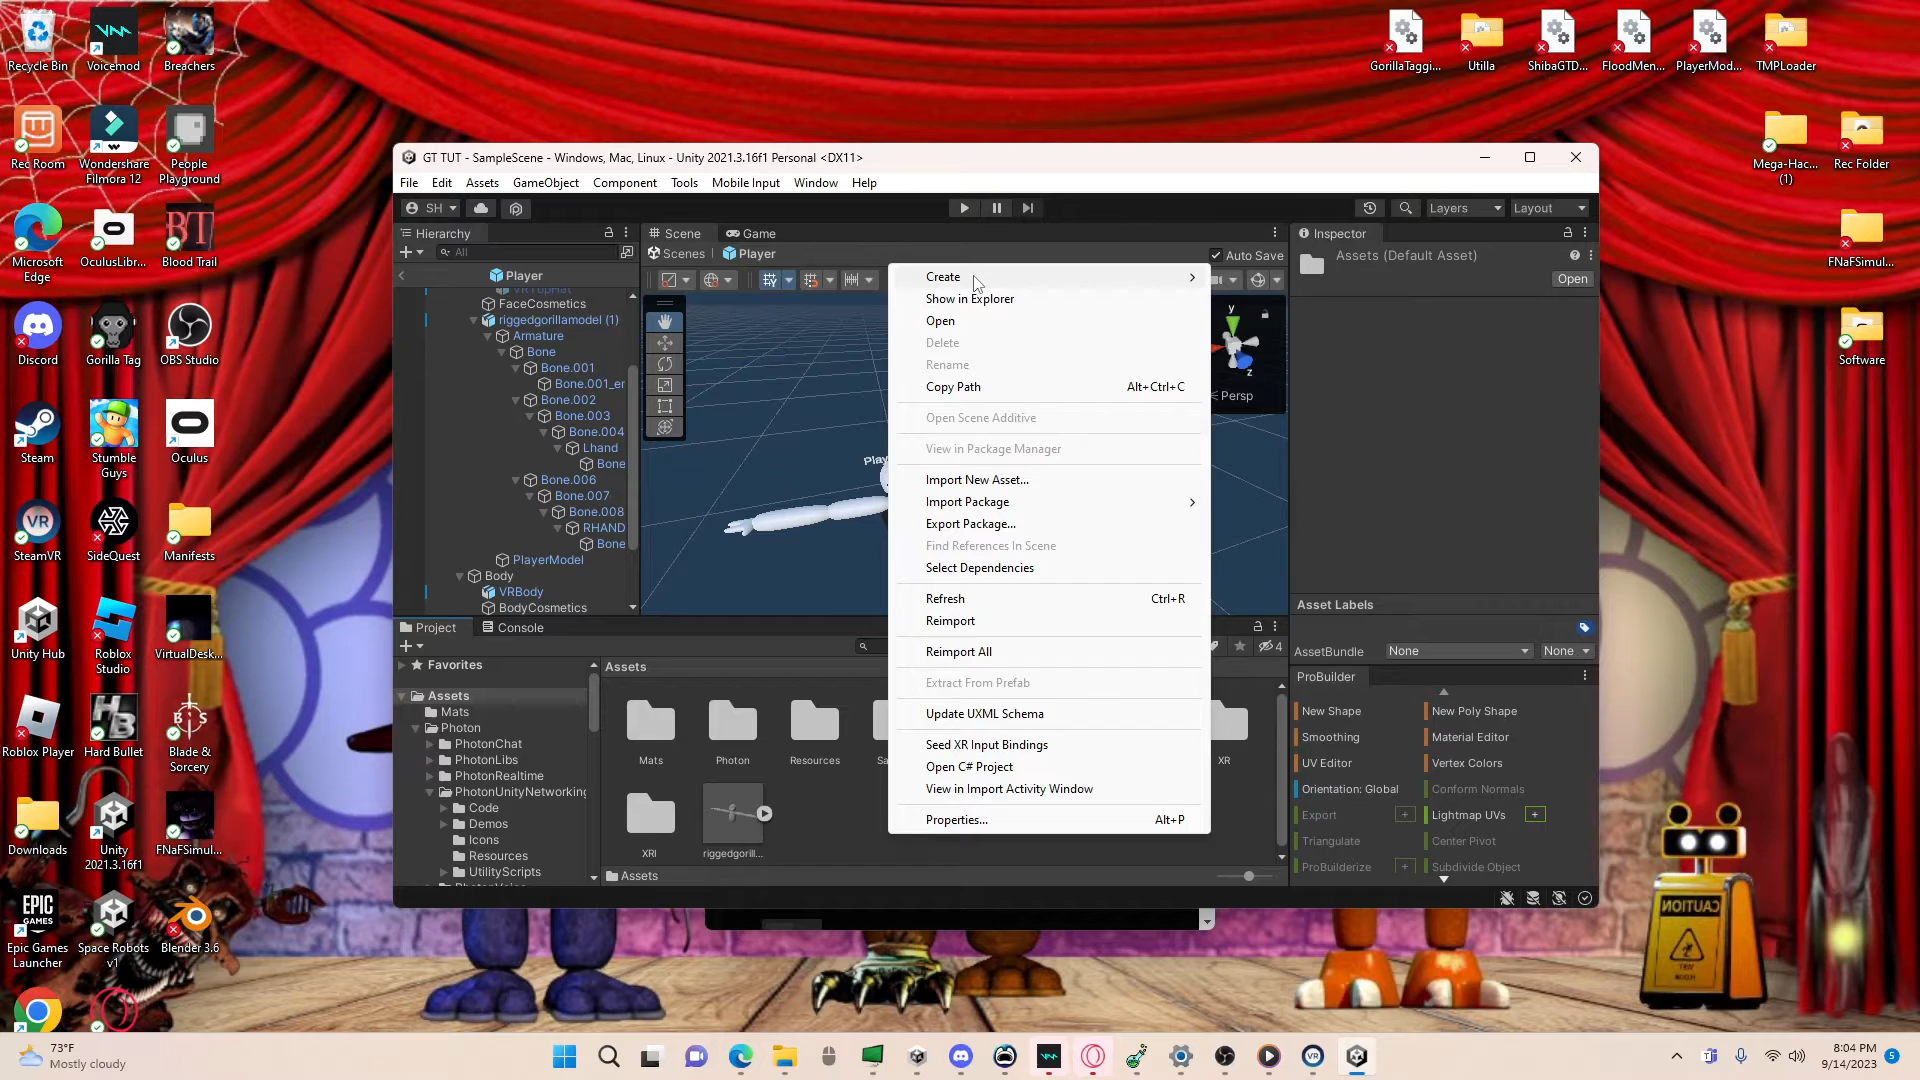 Recycle Bin
Voicemod
Breachers
Rec Room
Wondershare
Filmora 12
People
Playground
Microsoft
Edge
OculusLibr...
Blood Trail
Discord
Gorilla Tag
OBS Studio
Steam
Stumble
Guys
Oculus
SteamVR
SideQuest
Manifests
Unity Hub
Roblox
Studio
VirtualDesk...
Roblox Player
Hard Bullet
Blade &
Sorcery
Downloads
Unity
2021.3.16f1
FNaFSimul...
Epic Games
Launcher
Space Robots
v1
Blender 3.6
GorillaTaggi...
Utilla
ShibaGTD...
FloodMen...
PlayerMod...
TMPLoader
Mega-Hac...
(1)
Rec Folder
FNaFSimul...
Software
GT TUT - SampleScene - Windows, Mac, Linux - Unity 2021.3.16f1 Personal <DX11>
File Edit Assets GameObject Component Tools Mobile Input Window Help
SH
Layers
Layout
Hierarchy
All
Player
VRTopHat
FaceCosmetics
riggedgorillamodel (1)
Armature
Bone
Bone.001
Bone.001_er
Bone.002
Bone.003
Bone.004
Lhand
Bone
Bone.006
Bone.007
Bone.008
RHAND
Bone
PlayerModel
Body
VRBody
BodyCosmetics
Scene
Game
Scenes
Player
Auto Save
Play
y
z
Persp
Create
Show in Explorer
Open
Delete
Rename
Copy Path Alt+Ctrl+C
Open Scene Additive
View in Package Manager
Import New Asset...
Import Package
Export Package...
Find References In Scene
Select Dependencies
Refresh Ctrl+R
Reimport
Reimport All
Extract From Prefab
Update UXML Schema
Seed XR Input Bindings
Open C# Project
View in Import Activity Window
Properties... Alt+P
Inspector
Assets (Default Asset)
Open
Asset Labels
AssetBundle None None
ProBuilder
New Shape
New Poly Shape
Smoothing
Material Editor
UV Editor
Vertex Colors
Orientation: Global
Conform Normals
Export
Lightmap UVs
Triangulate
Center Pivot
ProBuilderize
Subdivide Object
Project
Console
4
Favorites
Assets
Mats
Photon
PhotonChat
PhotonLibs
PhotonRealtime
PhotonUnityNetworking
Code
Demos
Icons
Resources
UtilityScripts
Assets
Mats
Photon
Resources
Sa
XR
XRI
riggedgorill...
Assets
CAUTION
73°F
Mostly cloudy
8:04 PM
9/14/2023
5